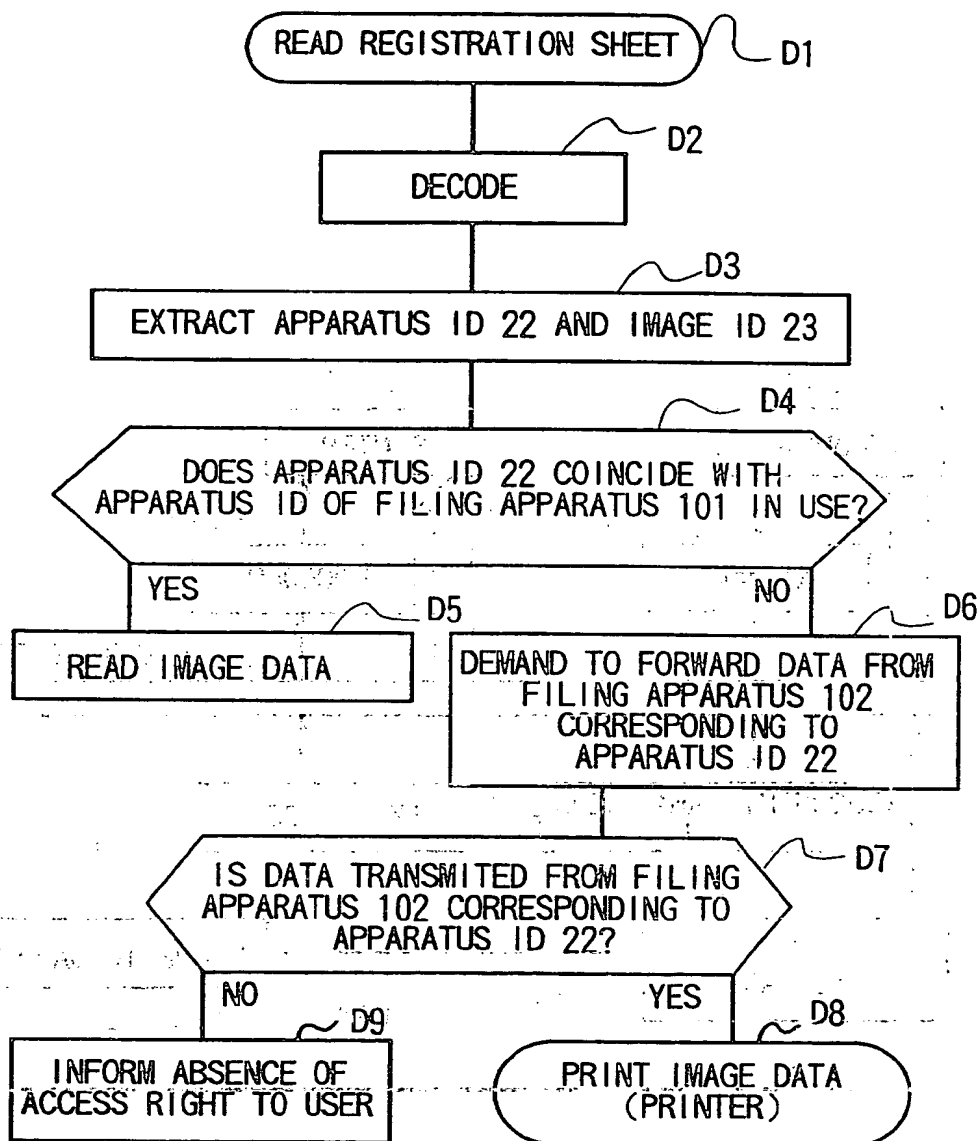 READ REGISTRATION SHEET
D1
D2
DECODE
D3
EXTRACT APPARATUS ID 22 AND IMAGE ID 23
D4
DOES APPARATUS ID 22 COINCIDE WITH
APPARATUS ID OF FILING APPARATUS 101 IN USE?
YES
NO
D5
D6
READ IMAGE DATA
DEMAND TO FORWARD DATA FROM
FILING APPARATUS 102
CORRESPONDING TO
APPARATUS ID 22
D7
IS DATA TRANSMITED FROM FILING
APPARATUS 102 CORRESPONDING TO
APPARATUS ID 22?
NO
YES
D9
D8
INFORM ABSENCE OF
ACCESS RIGHT TO USER
PRINT IMAGE DATA
(PRINTER)